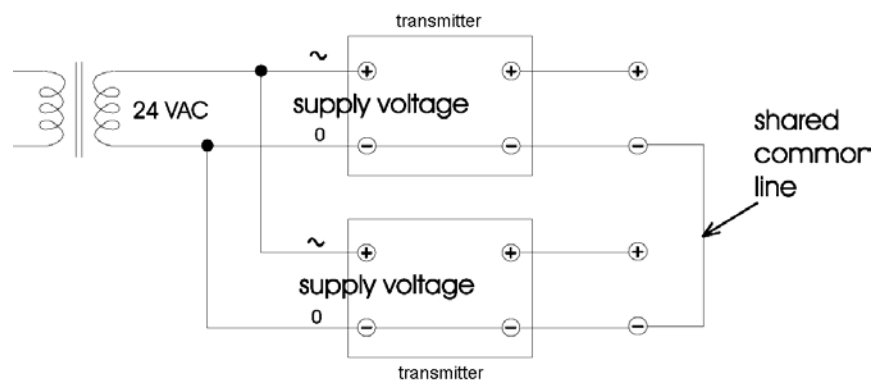 transmitter
~
+ + +
24 VAC
supply voltage
0
− − −
shared
common
line
~
+ + +
supply voltage
0
− − −
transmitter